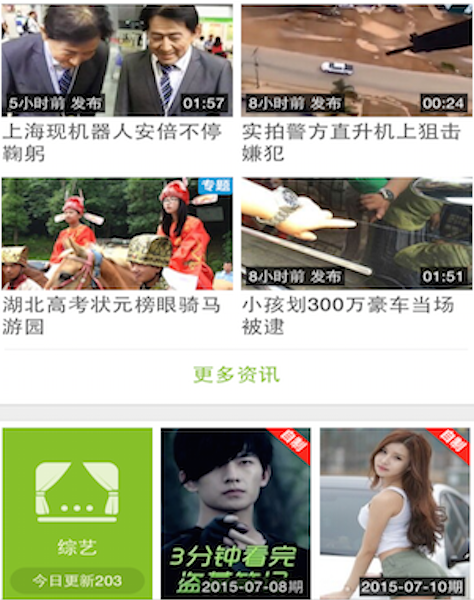 5小时前 发布
01:57
8小时前 发布
00:24
上海现机器人安倍不停
鞠躬
实拍警方直升机上狙击
嫌犯
专题
8小时前 发布
01:51
湖北高考状元榜眼骑马
游园
小孩划300万豪车当场
被逮
更多资讯
综艺
今日更新203
自制
3分钟看完
2015-07-08期
自制
2015-07-10期